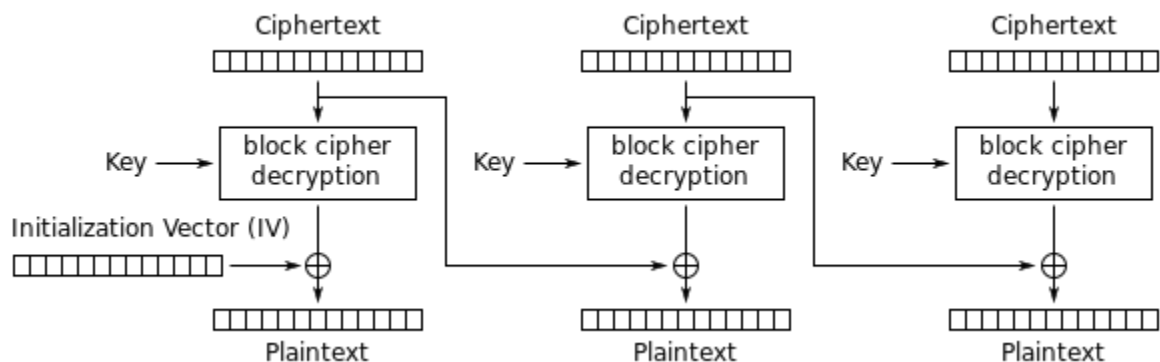 Ciphertext
Ciphertext
Ciphertext
Key
block cipher
decryption
Key
block cipher
decryption
Key
block cipher
decryption
Initialization Vector (IV)
Plaintext
Plaintext
Plaintext